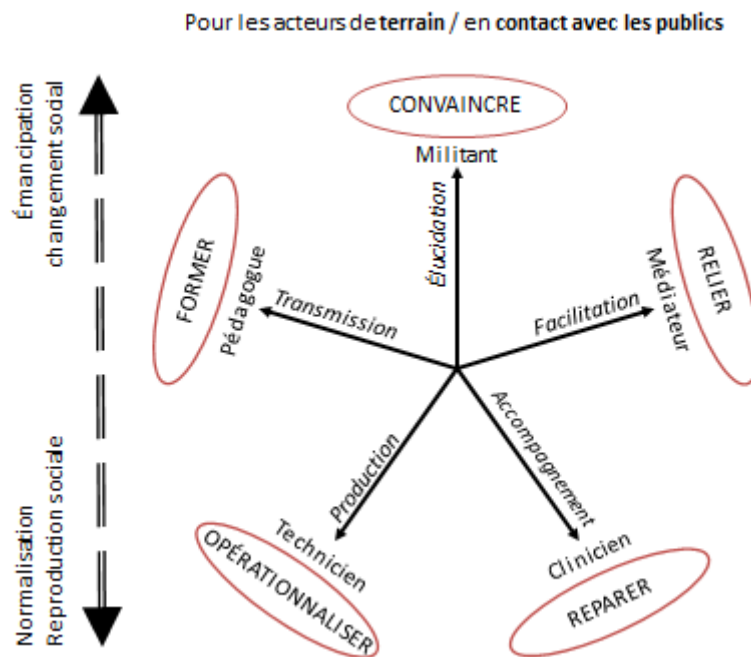 Pour les acteurs de terrain / en contact avec les publics
Émancipation
changement social
CONVAINCRE
Militant
Élucidation
FORMER
Pédagogue
Transmission
Facilitation
Médiateur
RELIER
Normalisation
Reproduction sociale
Production
Technicien
OPÉRATIONNALISER
Accompagnement
Clinicien
REPARER